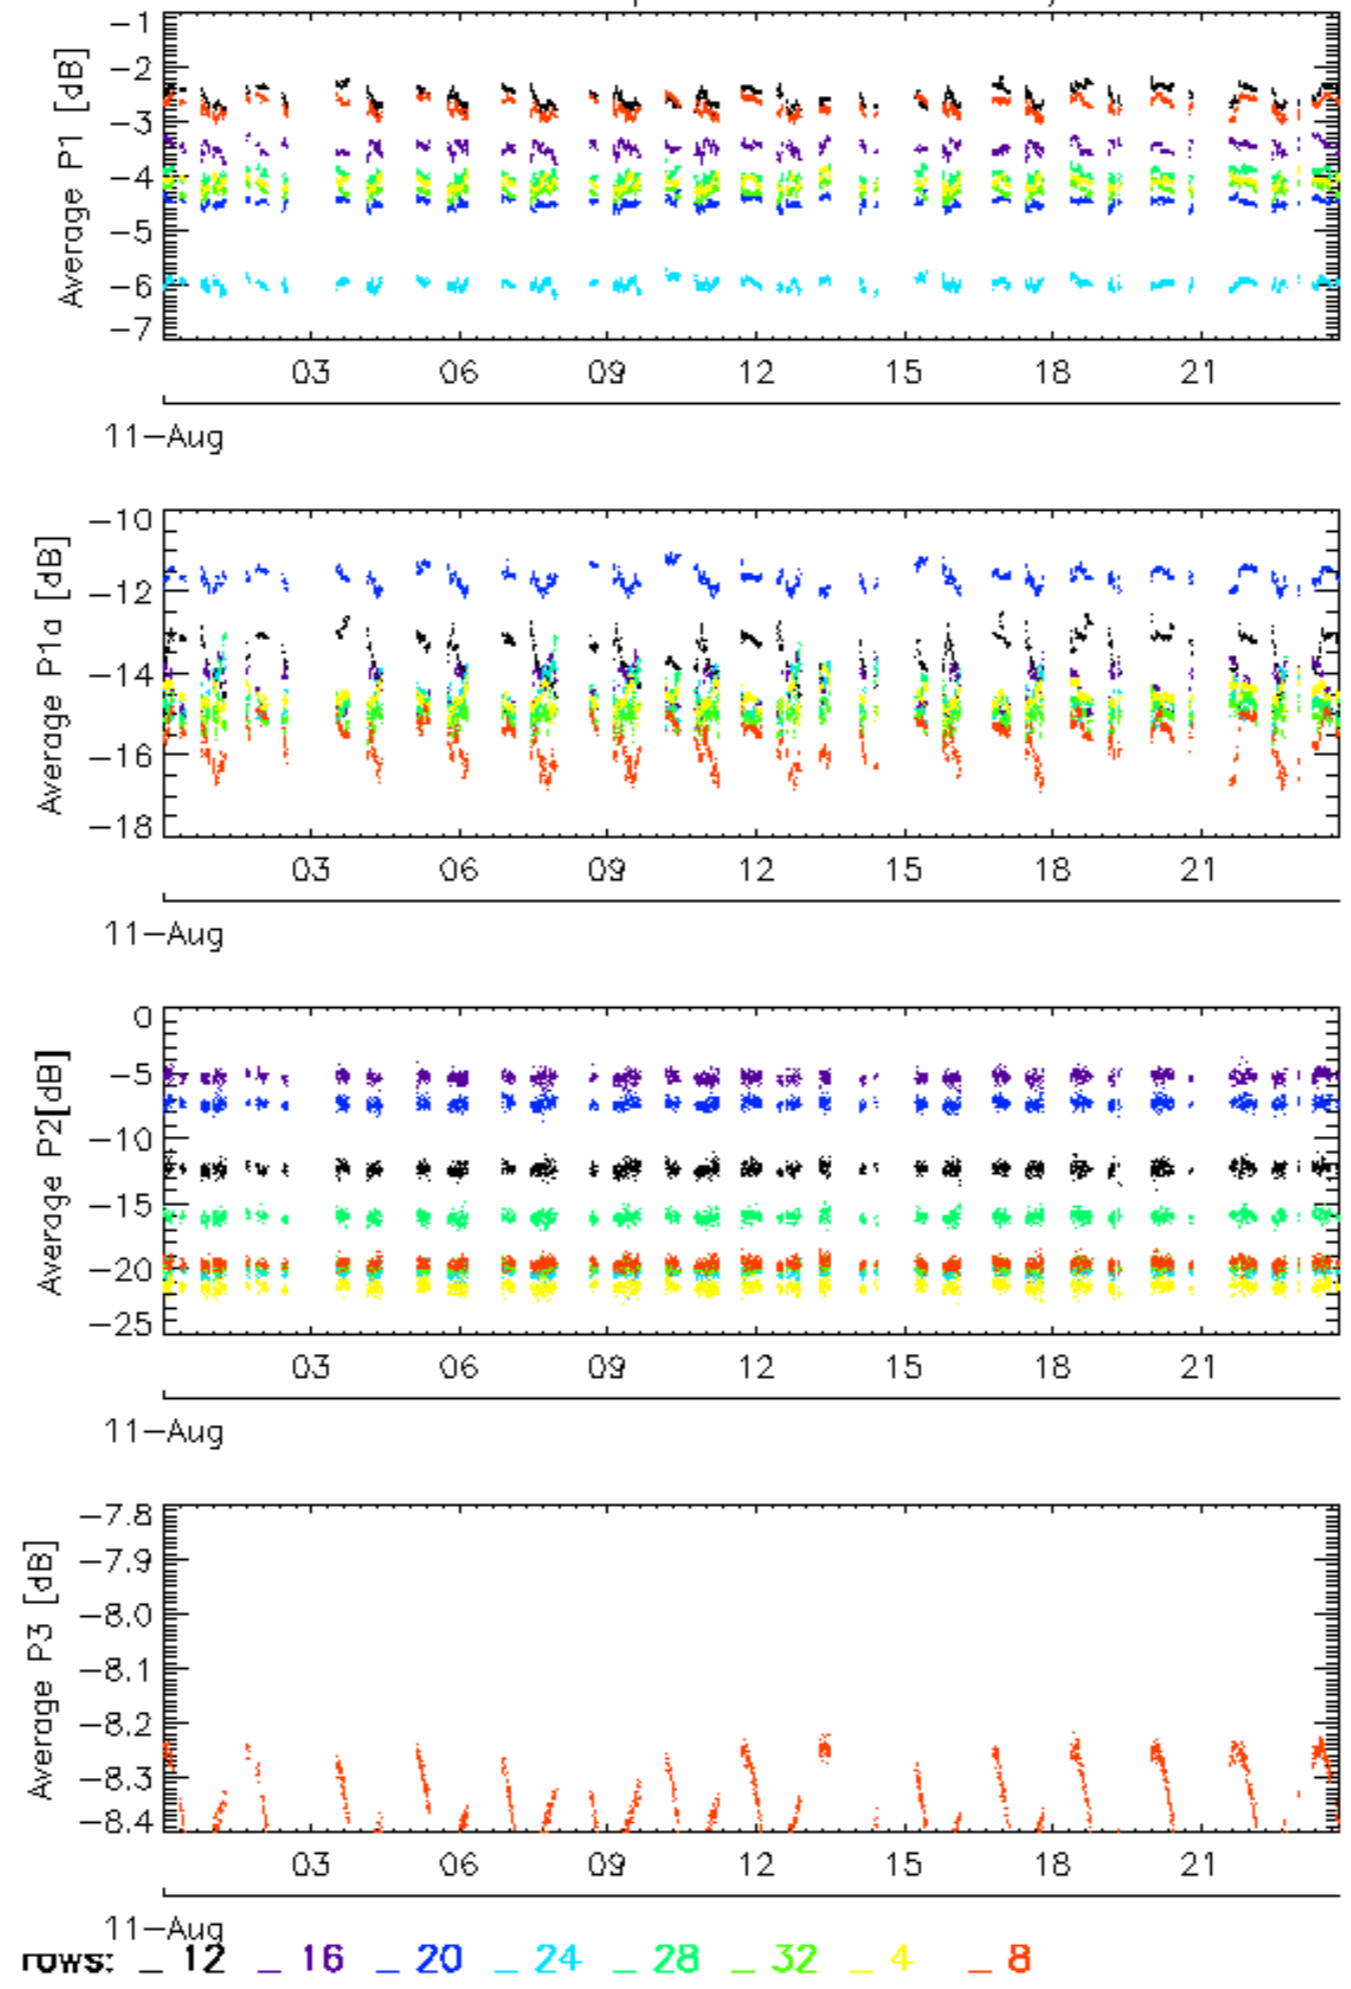 Average P1 [dB]
-1
-2
-3
-4
-5
-6
-7
03 06 09 12 15 18 21
11-Aug
Average P1a [dB]
-10
-12
-14
-16
-18
03 06 09 12 15 18 21
11-Aug
Average P2[dB]
0
-5
-10
-15
-20
-25
03 06 09 12 15 18 21
11-Aug
Average P3 [dB]
-7.8
-7.9
-8.0
-8.1
-8.2
-8.3
-8.4
03 06 09 12 15 18 21
11-Aug
rows: _ 12 _ 16 _ 20 _ 24 _ 28 _ 32 _ 4 _ 8